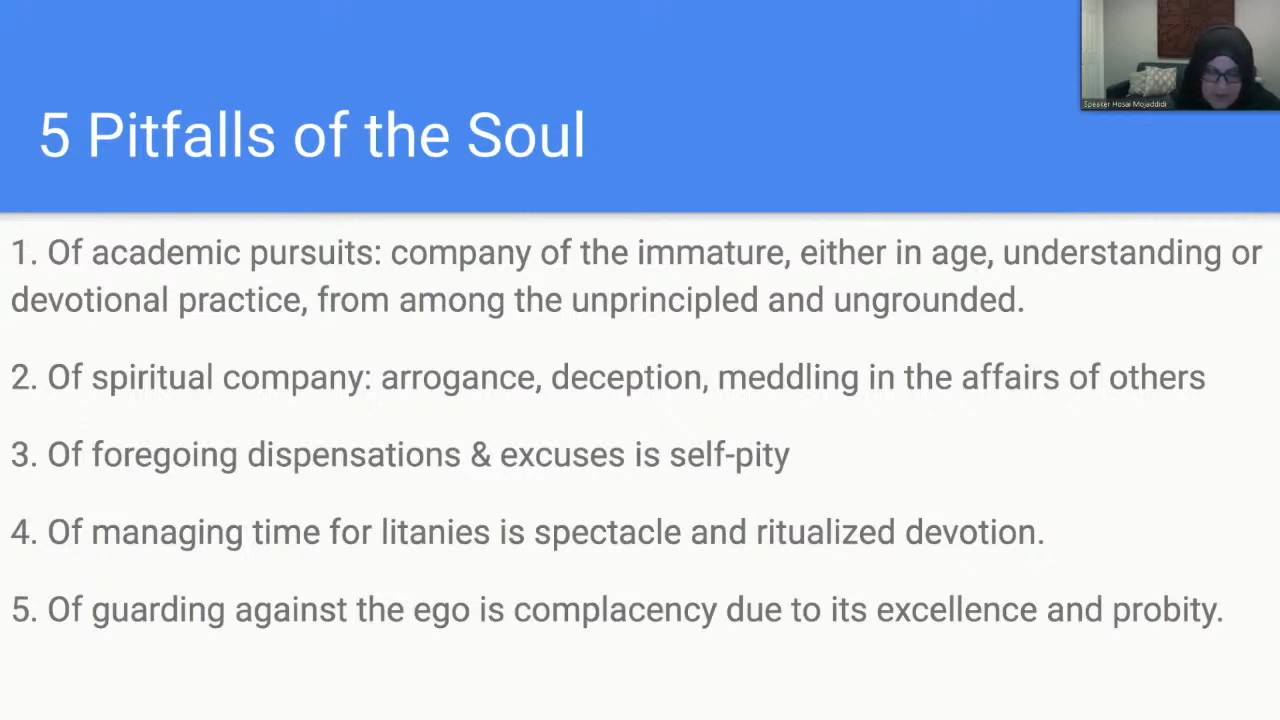 Speaker Hosai Mojaddidi
5 Pitfalls of the Soul
1. Of academic pursuits: company of the immature, either in age, understanding or
devotional practice, from among the unprincipled and ungrounded.
2. Of spiritual company: arrogance, deception, meddling in the affairs of others
3. Of foregoing dispensations & excuses is self-pity
4. Of managing time for litanies is spectacle and ritualized devotion.
5. Of guarding against the ego is complacency due to its excellence and probity.